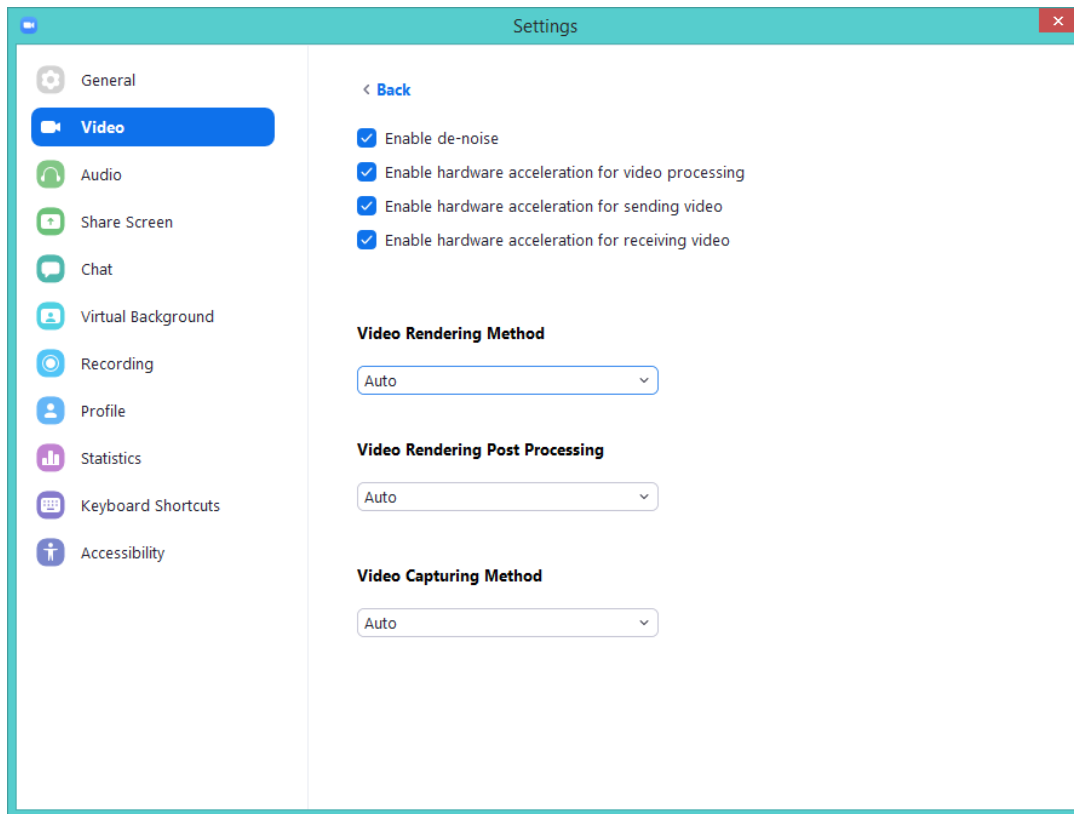 Settings
General
Video
Audio
Share Screen
Chat
Virtual Background
Recording
Profile
Statistics
Keyboard Shortcuts
Accessibility
Back
Enable de-noise
Enable hardware acceleration for video processing
Enable hardware acceleration for sending video
Enable hardware acceleration for receiving video
Video Rendering Method
Auto
Video Rendering Post Processing
Auto
Video Capturing Method
Auto